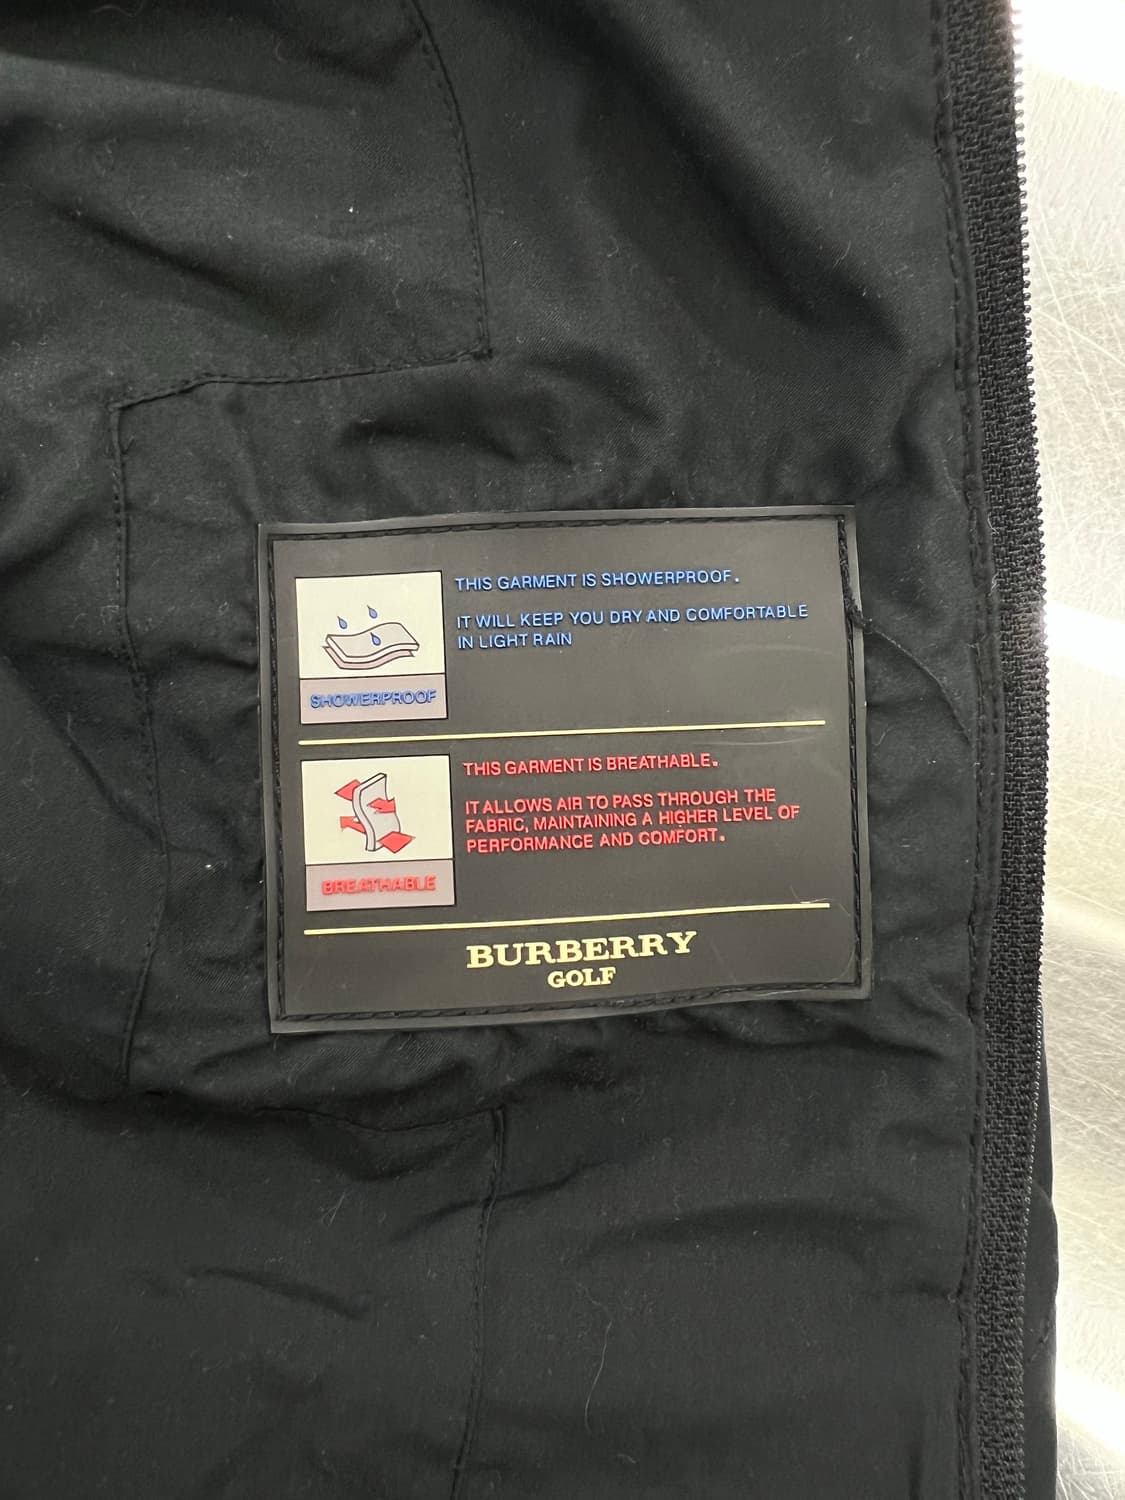 THIS GARMENT IS SHOWERPROOF.
IT WILL KEEP YOU DRY AND COMFORTABLE
IN LIGHT RAIN
SHOWERPROOF
THIS GARMENT IS BREATHABLE.
IT ALLOWS AIR TO PASS THROUGH THE
FABRIC, MAINTAINING A HIGHER LEVEL OF
PERFORMANCE AND COMFORT.
BREATHABLE
BURBERRY
GOLF